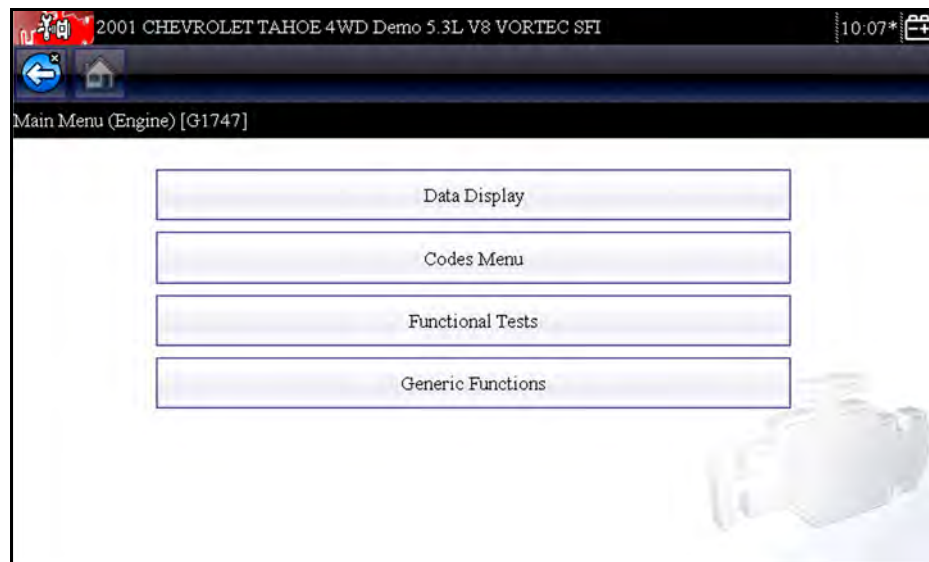 2001 CHEVROLET TAHOE 4WD Demo 5.3L V8 VORTEC SFI
10:07*
Main Menu (Engine) [G1747]
Data Display
Codes Menu
Functional Tests
Generic Functions